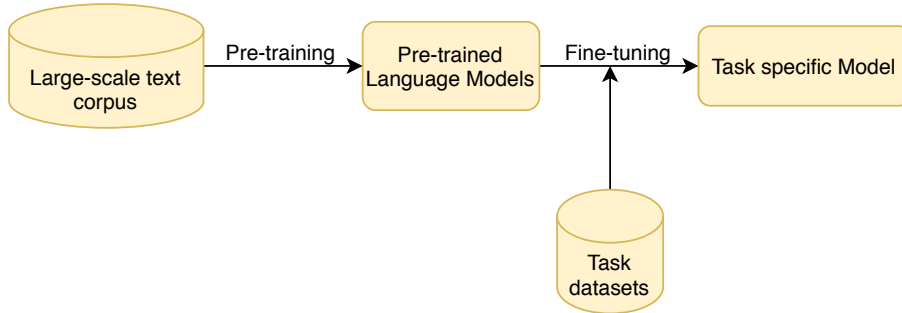 Large-scale text
corpus
Pre-training
Pre-trained
Language Models
Fine-tuning
Task specific Model
Task
datasets